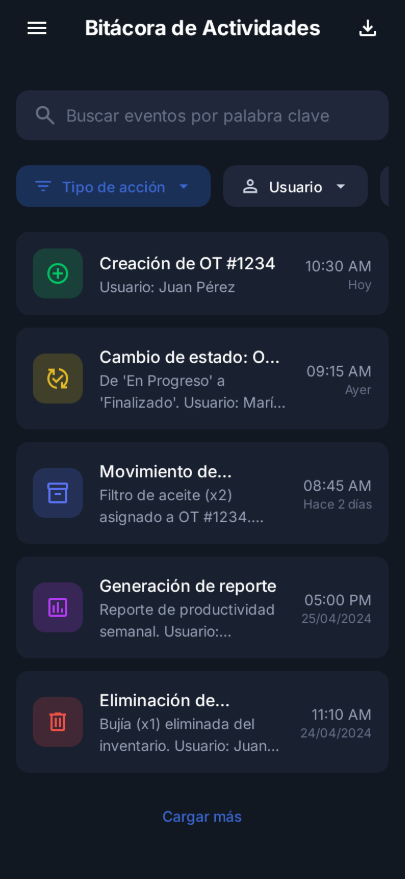 Bitácora de Actividades
Buscar eventos por palabra clave
Tipo de acción
Usuario
Creación de OT #1234
10:30 AM
Usuario: Juan Pérez
Hoy
Cambio de estado: O...
09:15 AM
De 'En Progreso' a
Ayer
'Finalizado'. Usuario: Marí...
Movimiento de...
08:45 AM
Filtro de aceite (x2)
Hace 2 días
asignado a OT #1234....
Generación de reporte
05:00 PM
Reporte de productividad
25/04/2024
semanal. Usuario:...
Eliminación de...
11:10 AM
Bujía (x1) eliminada del
24/04/2024
inventario. Usuario: Juan...
Cargar más